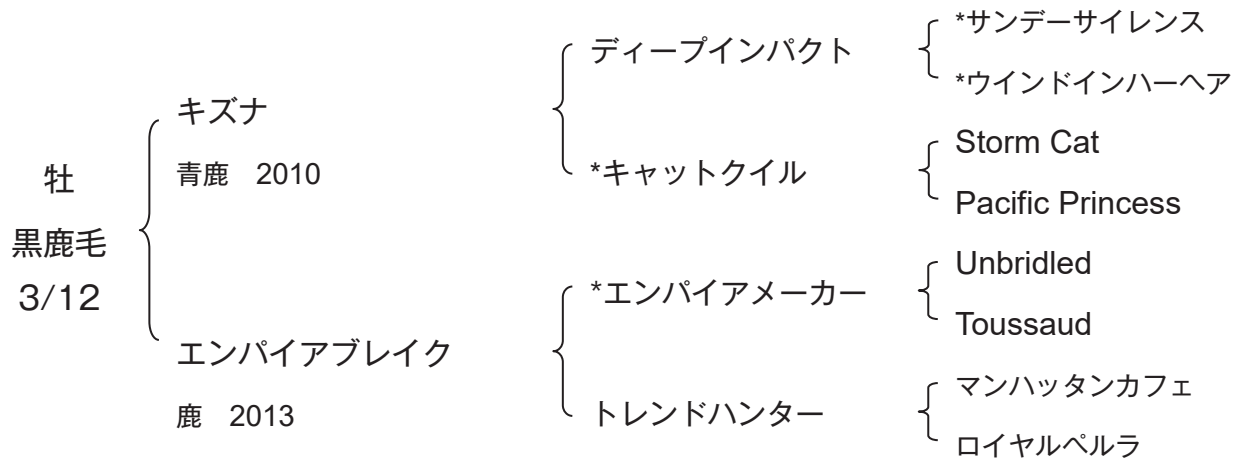 牡
黒鹿毛
3/12
キズナ
青鹿　2010
エンパイアブレイク
鹿　2013
ディープインパクト
*キャットクイル
*エンパイアメーカー
トレンドハンター
*サンデーサイレンス
*ウインドインハーヘア
Storm Cat
Pacific Princess
Unbridled
Toussaud
マンハッタンカフェ
ロイヤルペルラ